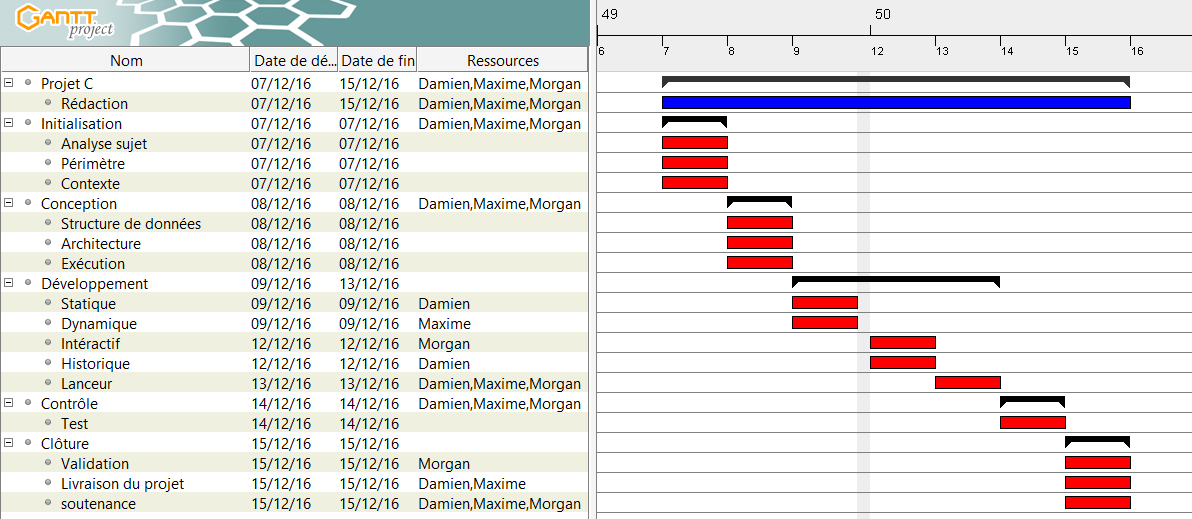 GANTT
project
49 50
6 7 8 9 12 13 14 15 16
Nom Date de dé... Date de fin Ressources
Projet C 07/12/16 15/12/16 Damien,Maxime,Morgan
Rédaction 07/12/16 15/12/16 Damien,Maxime,Morgan
Initialisation 07/12/16 07/12/16 Damien,Maxime,Morgan
Analyse sujet 07/12/16 07/12/16
Périmètre 07/12/16 07/12/16
Contexte 07/12/16 07/12/16
Conception 08/12/16 08/12/16 Damien,Maxime,Morgan
Structure de données 08/12/16 08/12/16
Architecture 08/12/16 08/12/16
Exécution 08/12/16 08/12/16
Développement 09/12/16 13/12/16
Statique 09/12/16 09/12/16 Damien
Dynamique 09/12/16 09/12/16 Maxime
Intéractif 12/12/16 12/12/16 Morgan
Historique 12/12/16 12/12/16 Damien
Lanceur 13/12/16 13/12/16 Damien,Maxime,Morgan
Contrôle 14/12/16 14/12/16 Damien,Maxime,Morgan
Test 14/12/16 14/12/16
Clôture 15/12/16 15/12/16
Validation 15/12/16 15/12/16 Morgan
Livraison du projet 15/12/16 15/12/16 Damien,Maxime
soutenance 15/12/16 15/12/16 Damien,Maxime,Morgan